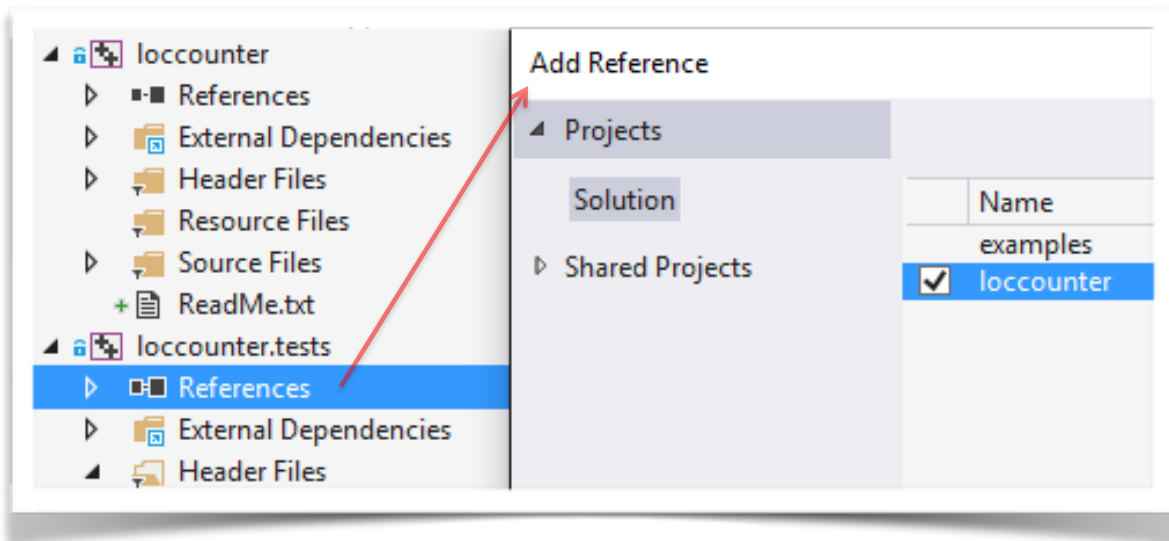 loccounter
References
External Dependencies
Header Files
Resource Files
Source Files
ReadMe.txt
loccounter.tests
References
External Dependencies
Header Files
Add Reference
Projects
Solution
Shared Projects
Name
examples
loccounter